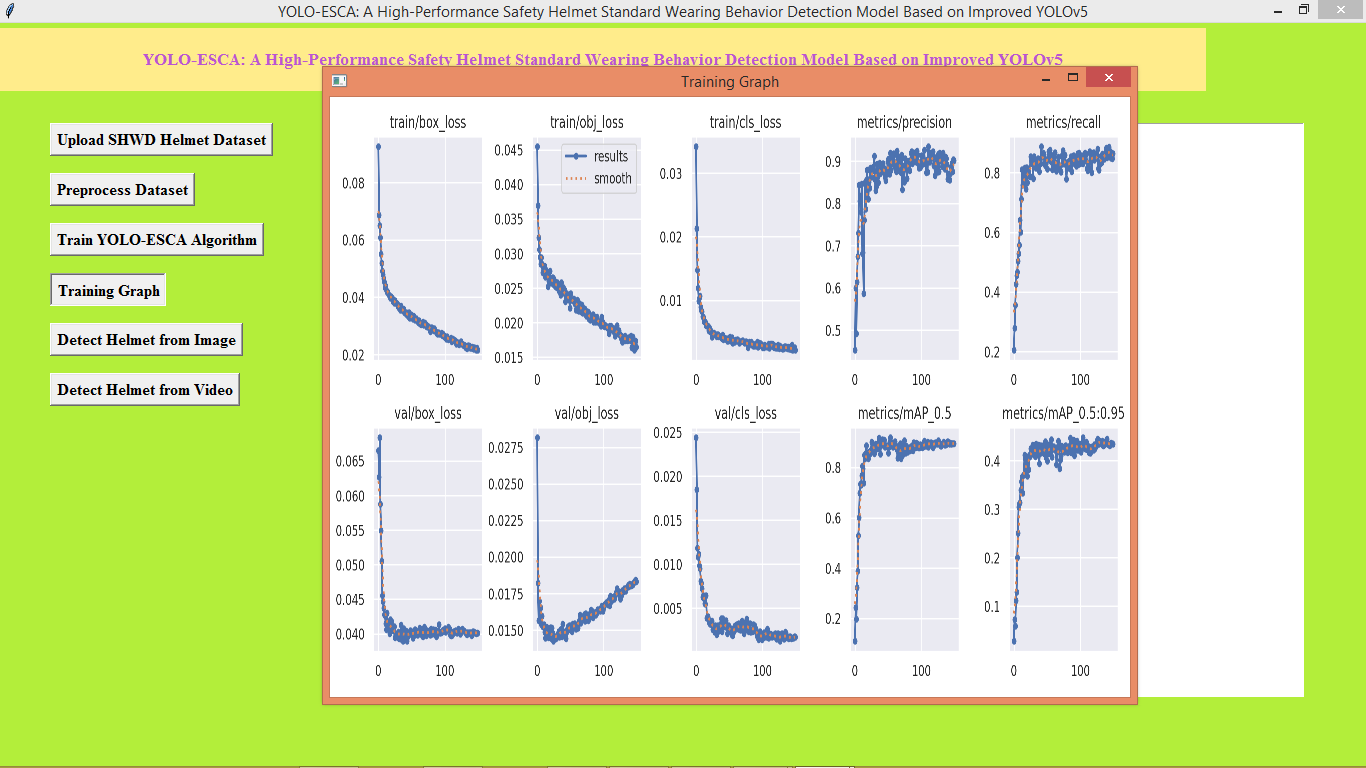 YOLO-ESCA: A High-Performance Safety Helmet Standard Wearing Behavior Detection Model Based on Improved YOLOv5
YOLO-ESCA: A High-Performance Safety Helmet Standard Wearing Behavior Detection Model Based on Improved YOLOv5
Upload SHWD Helmet Dataset
Preprocess Dataset
Train YOLO-ESCA Algorithm
Training Graph
Detect Helmet from Image
Detect Helmet from Video
Training Graph
train/box_loss
0.08
0.06
0.04
0.02
0 100
train/obj_loss
results
smooth
0.045
0.040
0.035
0.030
0.025
0.020
0.015
0 100
train/cls_loss
0.03
0.02
0.01
0 100
metrics/precision
0.9
0.8
0.7
0.6
0.5
0 100
metrics/recall
0.8
0.6
0.4
0.2
0 100
val/box_loss
0.065
0.060
0.055
0.050
0.045
0.040
0 100
val/obj_loss
0.0275
0.0250
0.0225
0.0200
0.0175
0.0150
0 100
val/cls_loss
0.025
0.020
0.015
0.010
0.005
0 100
metrics/mAP_0.5
0.8
0.6
0.4
0.2
0 100
metrics/mAP_0.5:0.95
0.4
0.3
0.2
0.1
0 100